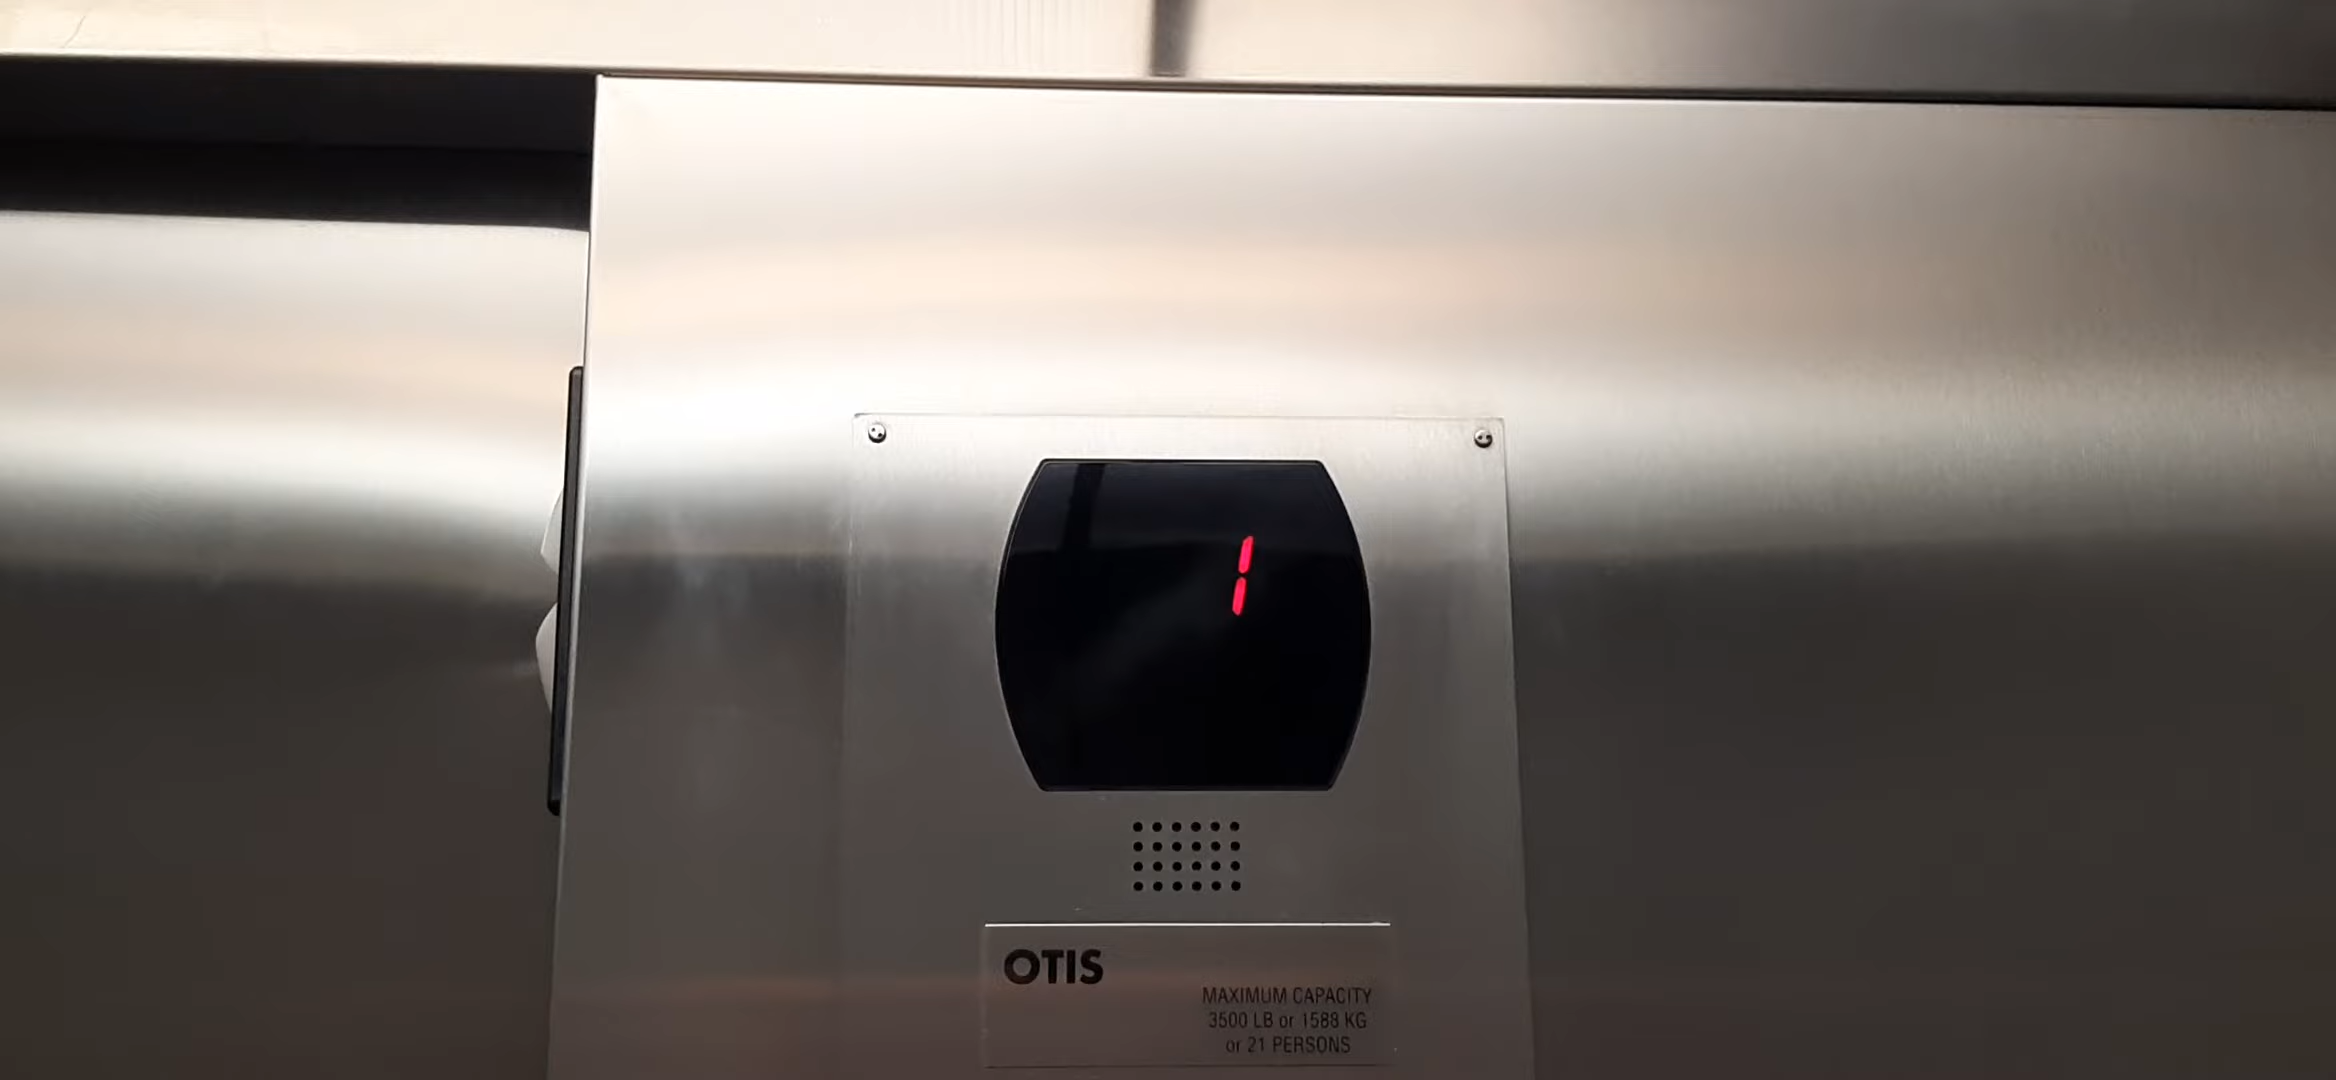 1
OTIS
MAXIMUM CAPACITY
3500 LB or 1588 KG
or 21 PERSONS